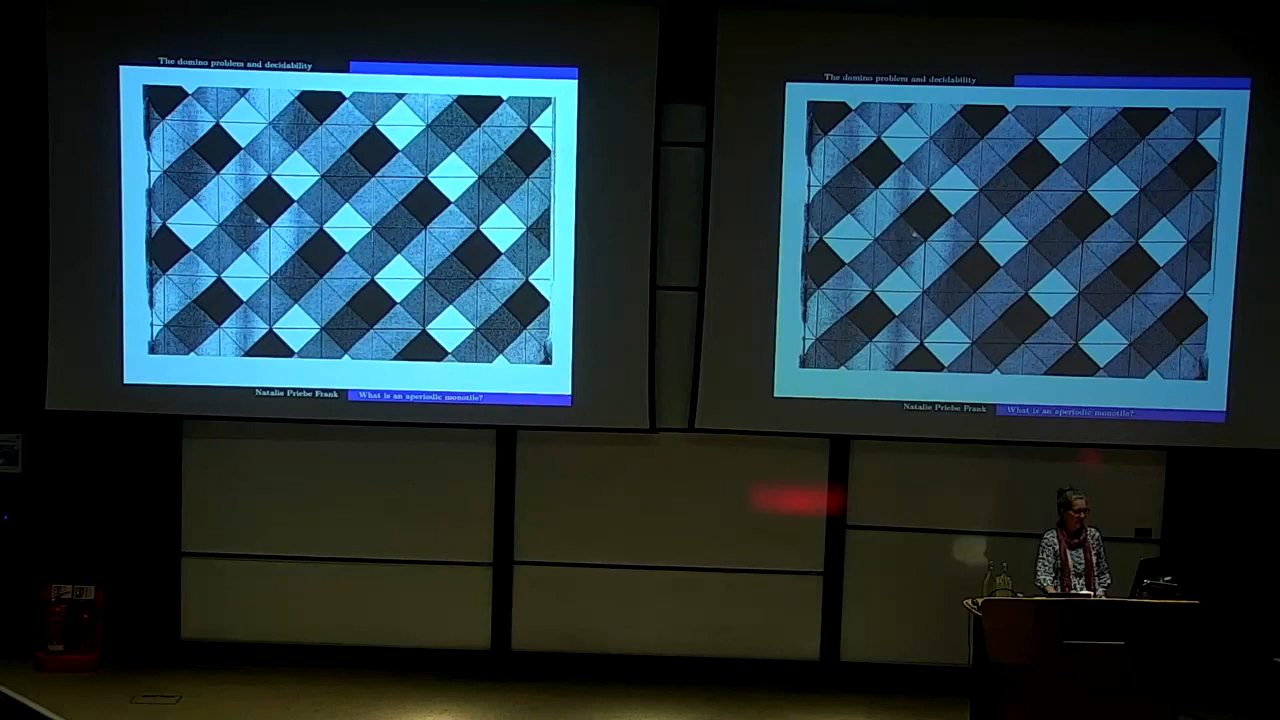 The domino problem and decidability
Natalie Priebe Frank
What is an aperiodic monotile?
The domino problem and decidability
Natalie Priebe Frank
What is an aperiodic monotile?